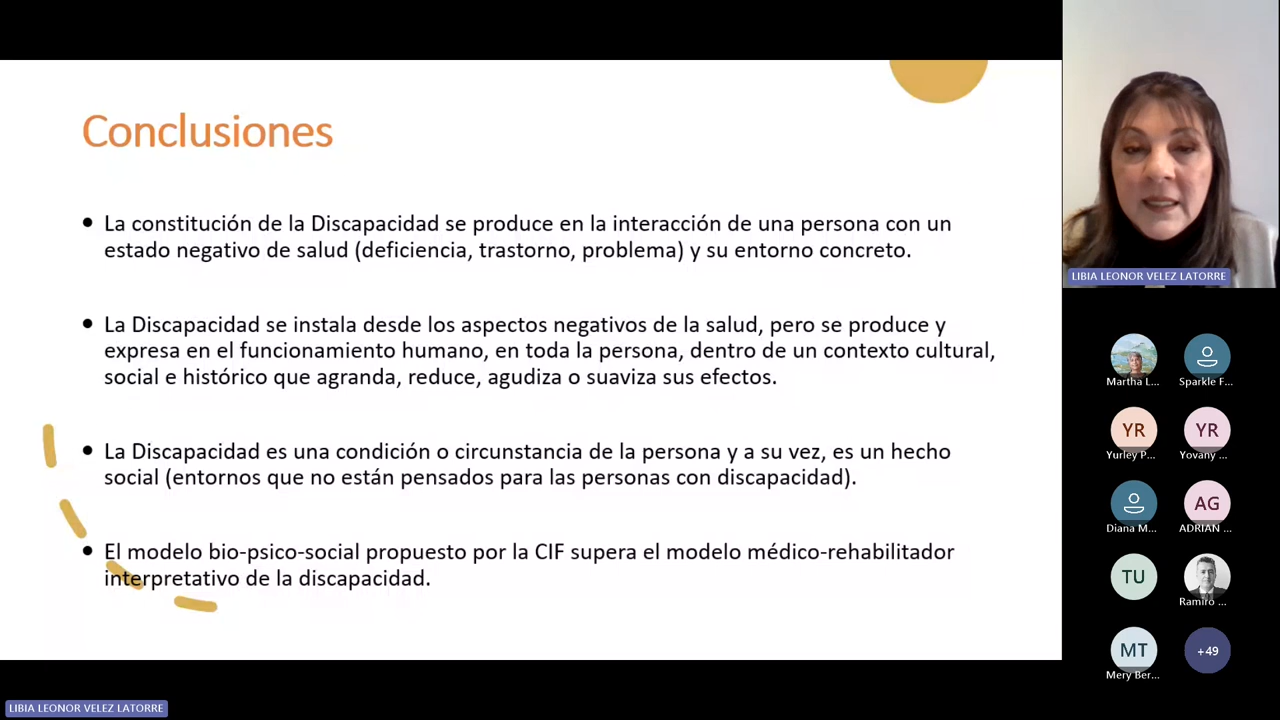 Conclusiones
• La constitución de la Discapacidad se produce en la interacción de una persona con un
estado negativo de salud (deficiencia, trastorno, problema) y su entorno concreto.
• La Discapacidad se instala desde los aspectos negativos de la salud, pero se produce y
expresa en el funcionamiento humano, en toda la persona, dentro de un contexto cultural,
social e histórico que agranda, reduce, agudiza o suaviza sus efectos.
• La Discapacidad es una condición o circunstancia de la persona y a su vez, es un hecho
social (entornos que no están pensados para las personas con discapacidad).
• El modelo bio-psico-social propuesto por la CIF supera el modelo médico-rehabilitador
interpretativo de la discapacidad.
LIBIA LEONOR VELEZ LATORRE
Martha L...
Sparkle F...
YR
YR
Yurley P...
Yovany ...
AG
Diana M...
ADRIAN ...
TU
Ramiro ...
MT
+49
Mery Ber...
LIBIA LEONOR VELEZ LATORRE